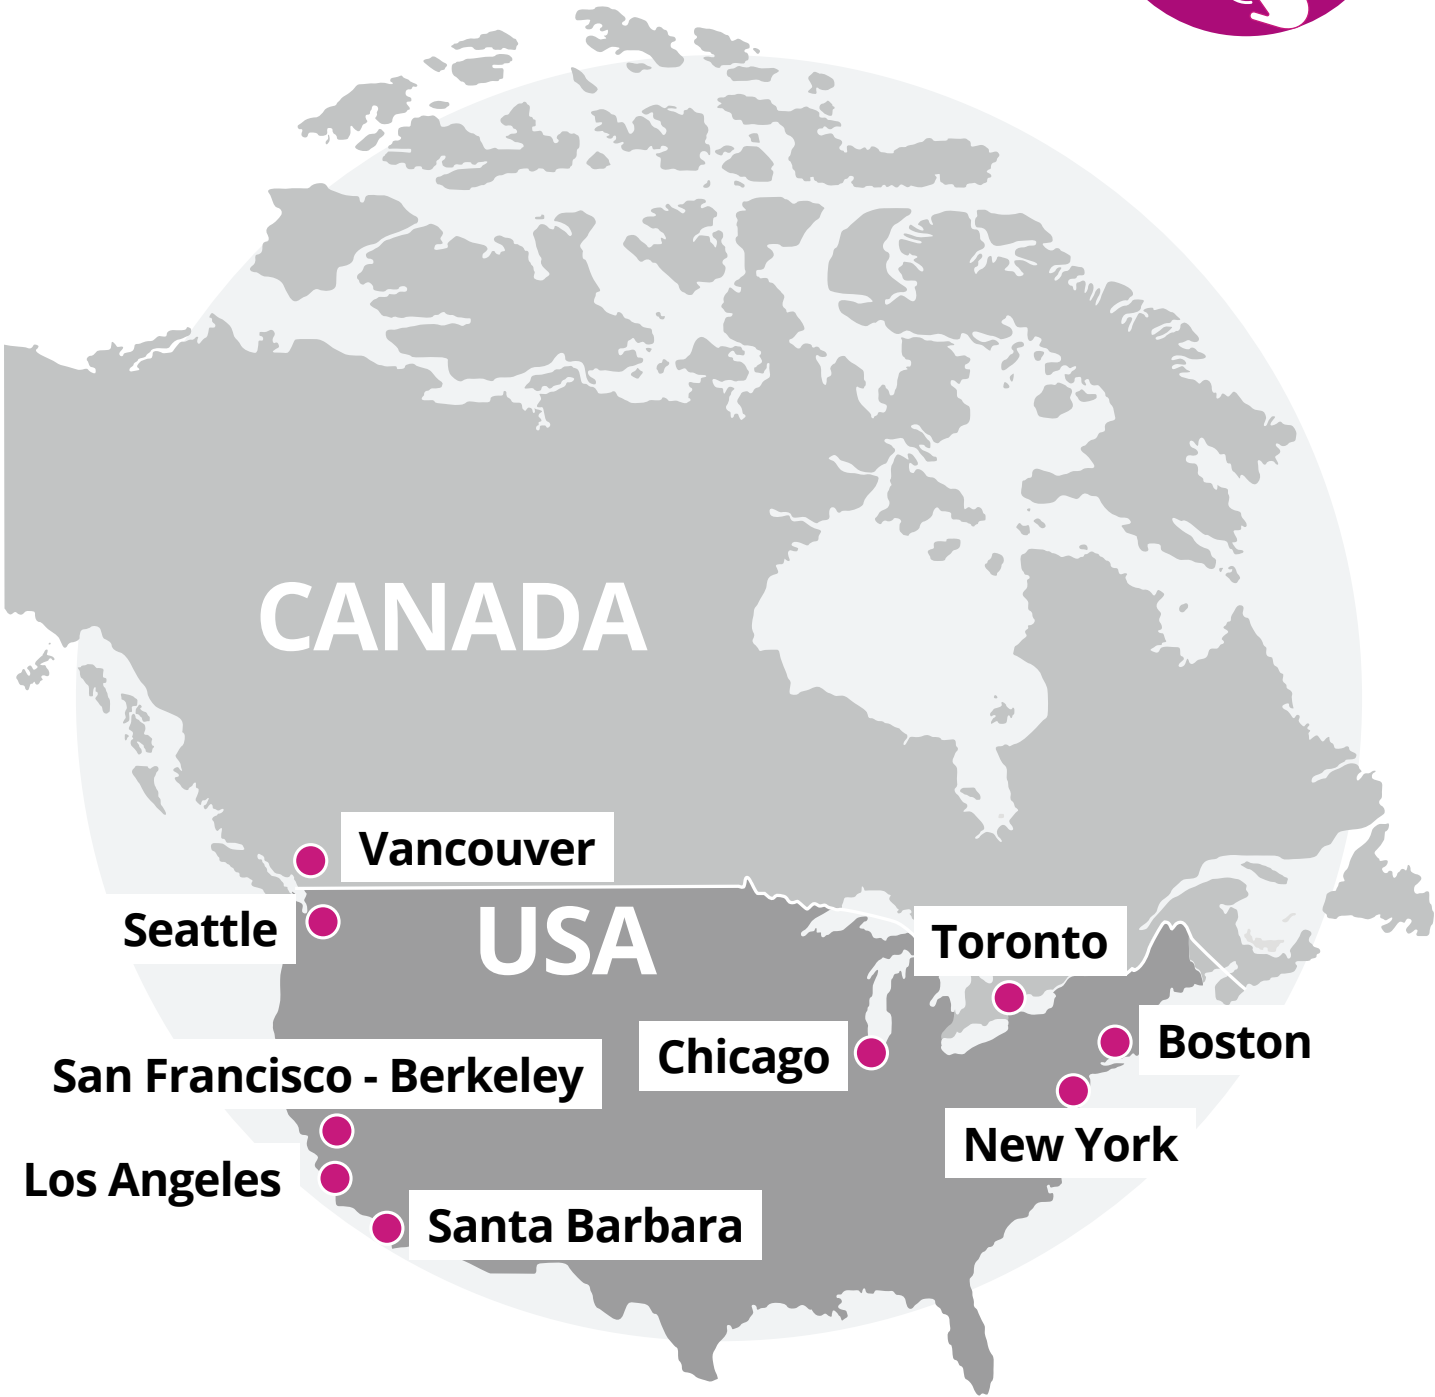 CANADA
Vancouver
Seattle
USA
Toronto
Boston
Chicago
San Francisco - Berkeley
New York
Los Angeles
Santa Barbara